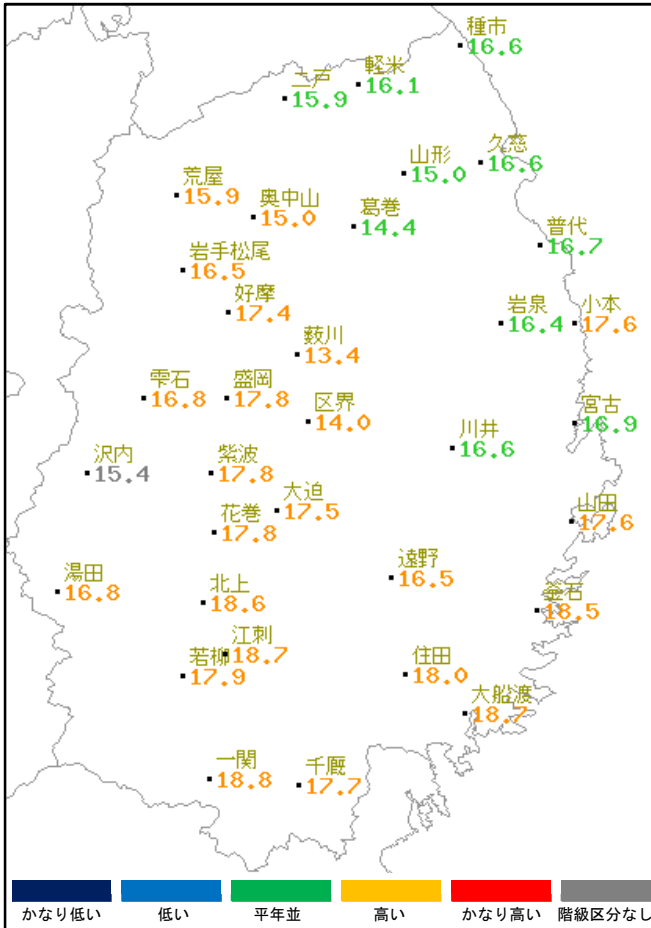 種市
16.6
軽米
16.1
二戸
15.9
久慈
16.6
山形
15.0
荒屋
15.9
奥中山
15.0
葛巻
14.4
普代
16.7
岩手松尾
16.5
好摩
17.4
岩泉
16.4
小本
17.6
薮川
13.4
雫石
16.8
盛岡
17.8
区界
14.0
宮古
16.9
川井
16.6
沢内
15.4
紫波
17.8
大迫
17.5
花巻
17.8
山田
17.6
遠野
16.5
湯田
16.8
北上
18.6
釜石
18.5
江刺
18.7
若柳
17.9
住田
18.0
大船渡
18.7
一関
18.8
千厩
17.7
かなり低い
低い
平年並
高い
かなり高い
階級区分なし